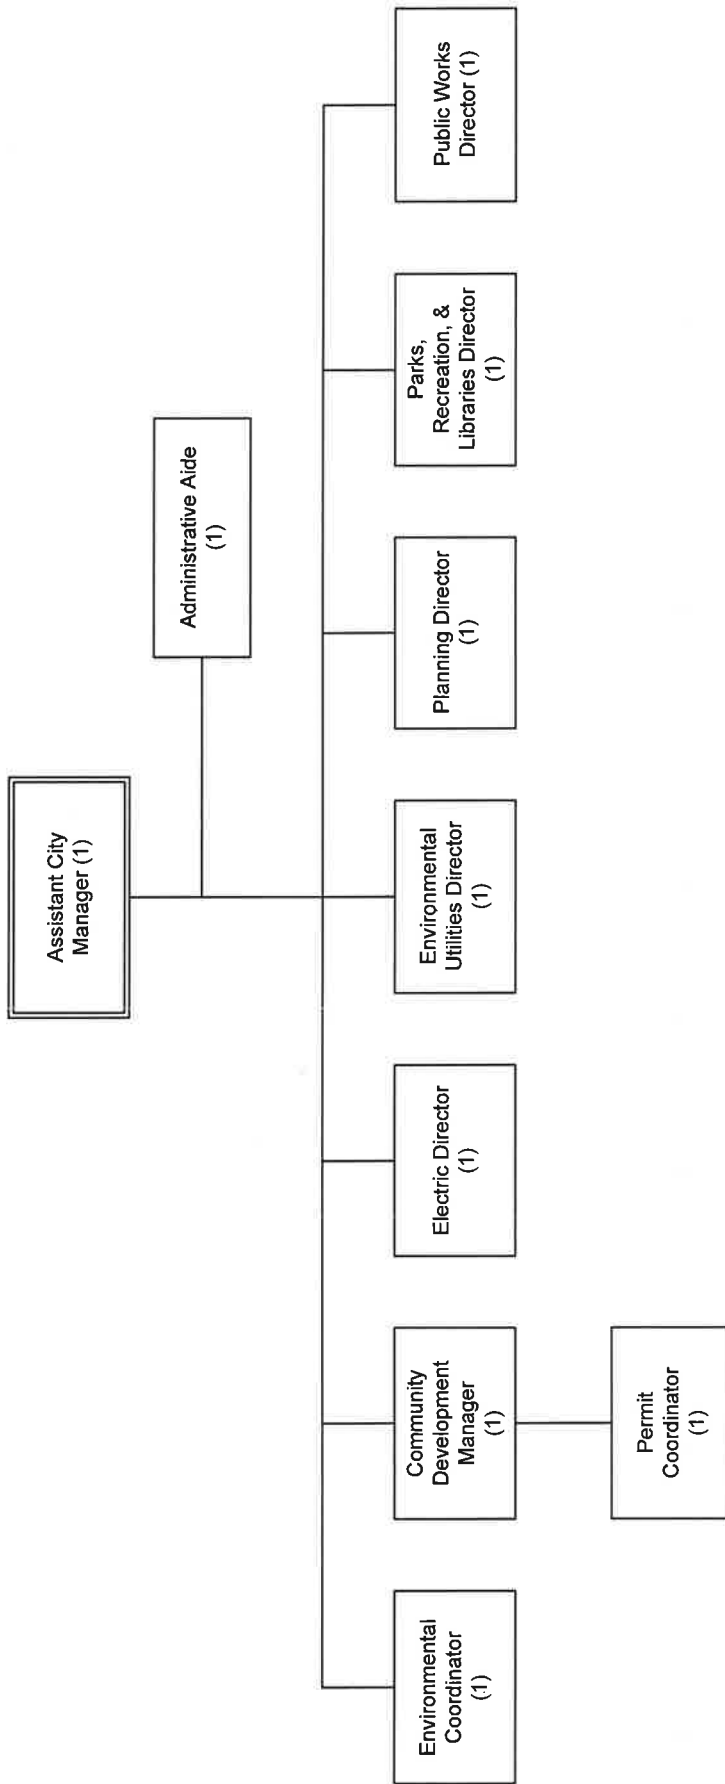 Assistant City
Manager (1)
Administrative Aide
(1)
Environmental
Coordinator
(1)
Community
Development
Manager
(1)
Electric Director
(1)
Environmental
Utilities Director
(1)
Planning Director
(1)
Parks,
Recreation, &
Libraries Director
(1)
Public Works
Director (1)
Permit
Coordinator
(1)